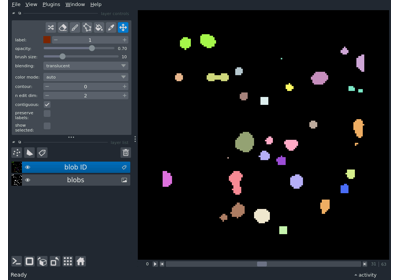 File View Plugins Window Help
label: 1
opacity: 0.70
brush size: 10
blending: translucent
color mode: auto
contour: 0
n edit dim: 2
contiguous:
preserve
labels:
show
selected:
blob ID
blobs
0
Ready
activity